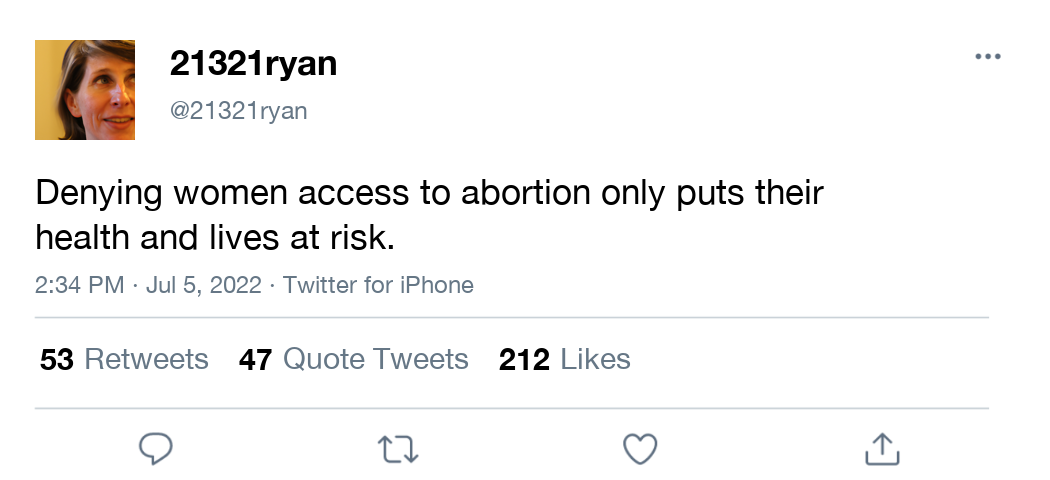 21321ryan
@21321ryan
Denying women access to abortion only puts their
health and lives at risk.
2:34 PM · Jul 5, 2022 · Twitter for iPhone
53 Retweets 47 Quote Tweets 212 Likes